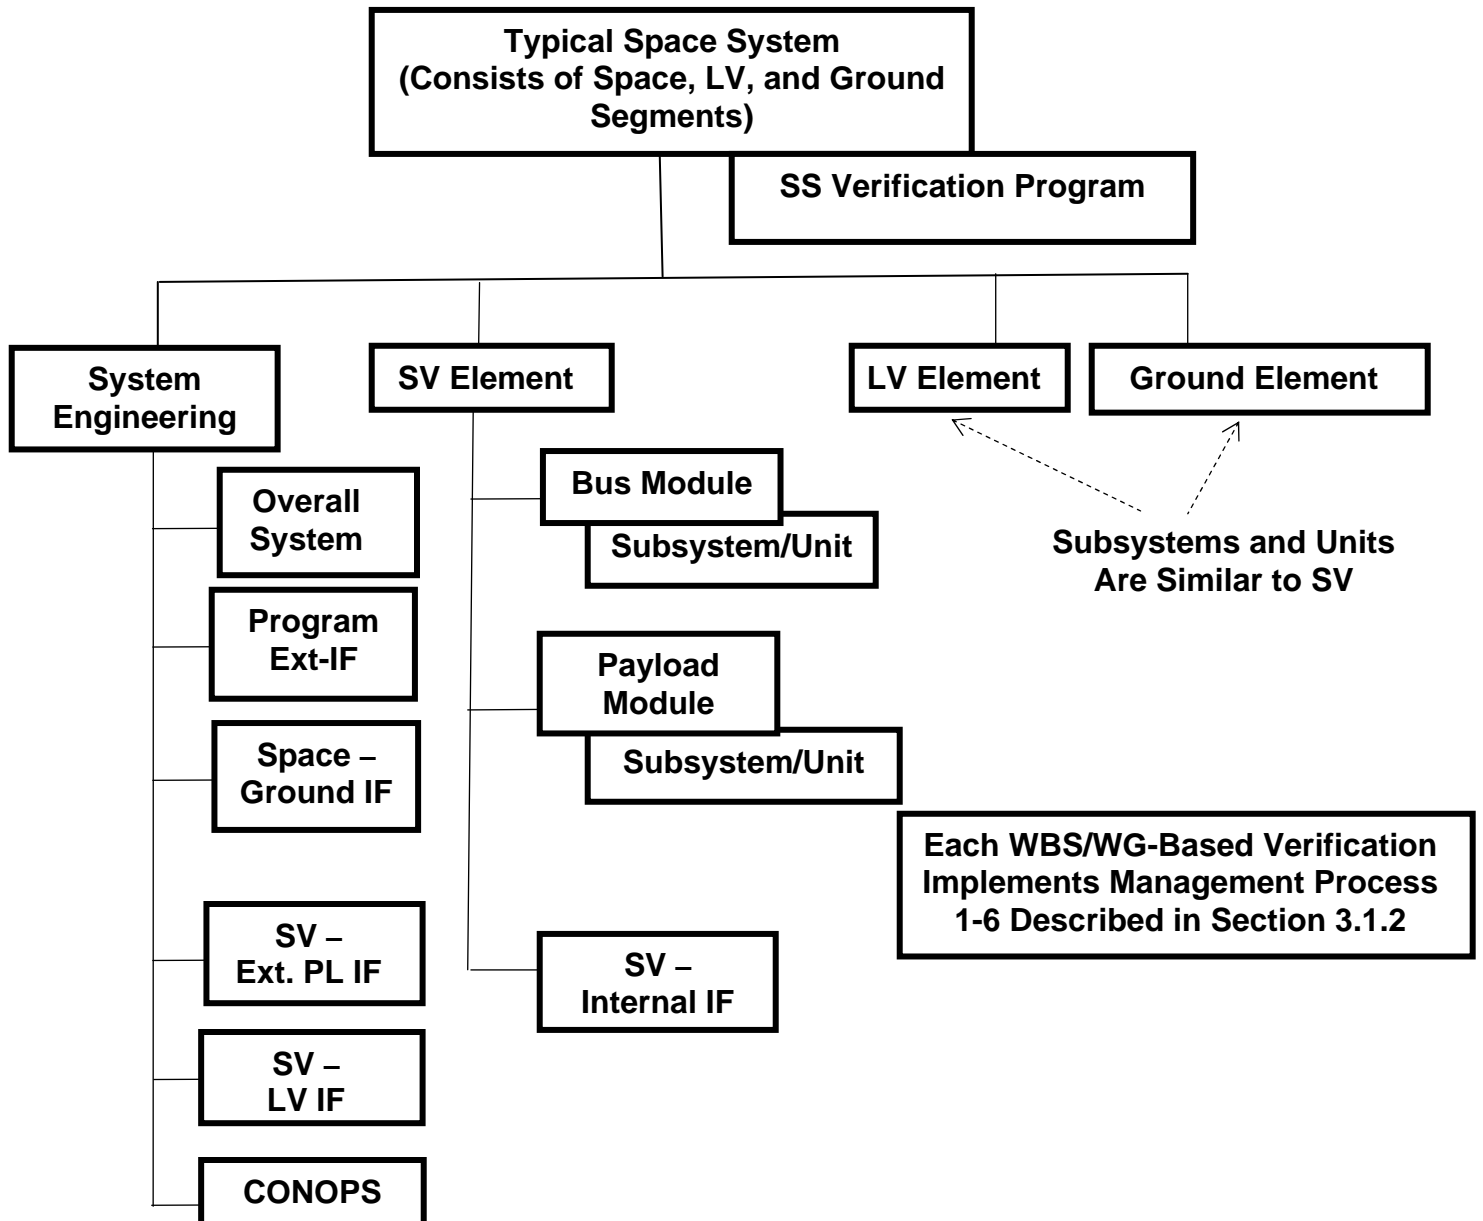 Typical Space System
(Consists of Space, LV, and Ground
Segments)
SS Verification Program
System
Engineering
SV Element
LV Element
Ground Element
Overall
System
Program
Ext-IF
Space –
Ground IF
SV –
Ext. PL IF
SV –
LV IF
CONOPS
Bus Module
Subsystem/Unit
Payload
Module
Subsystem/Unit
SV –
Internal IF
Subsystems and Units
Are Similar to SV
Each WBS/WG-Based Verification
Implements Management Process
1-6 Described in Section 3.1.2